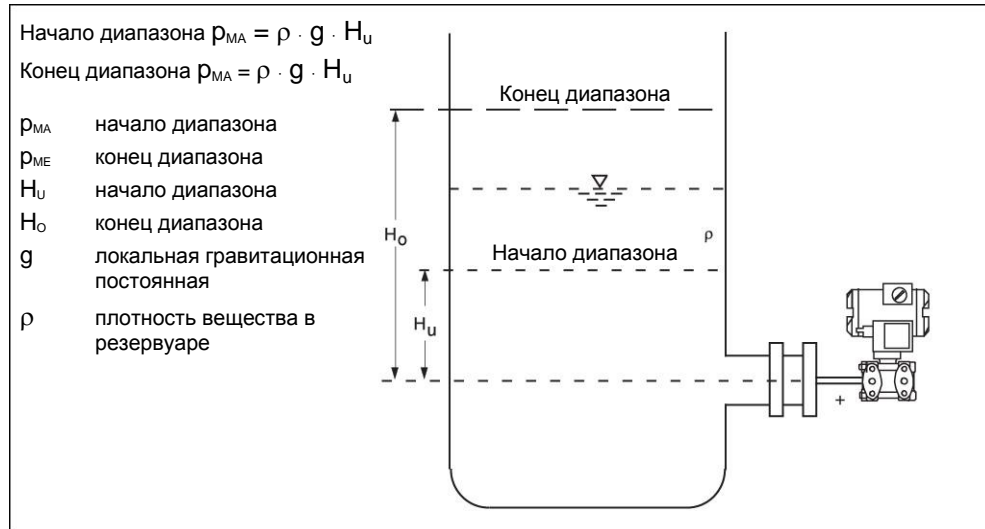 Начало диапазона pMA = ρ · g · Hu
Конец диапазона pMA = ρ · g · Hu
pMA начало диапазона
pME конец диапазона
HU начало диапазона
HO конец диапазона
g локальная гравитационная
постоянная
ρ плотность вещества в
резервуаре
Конец диапазона
Ho
ρ
Начало диапазона
Hu
+